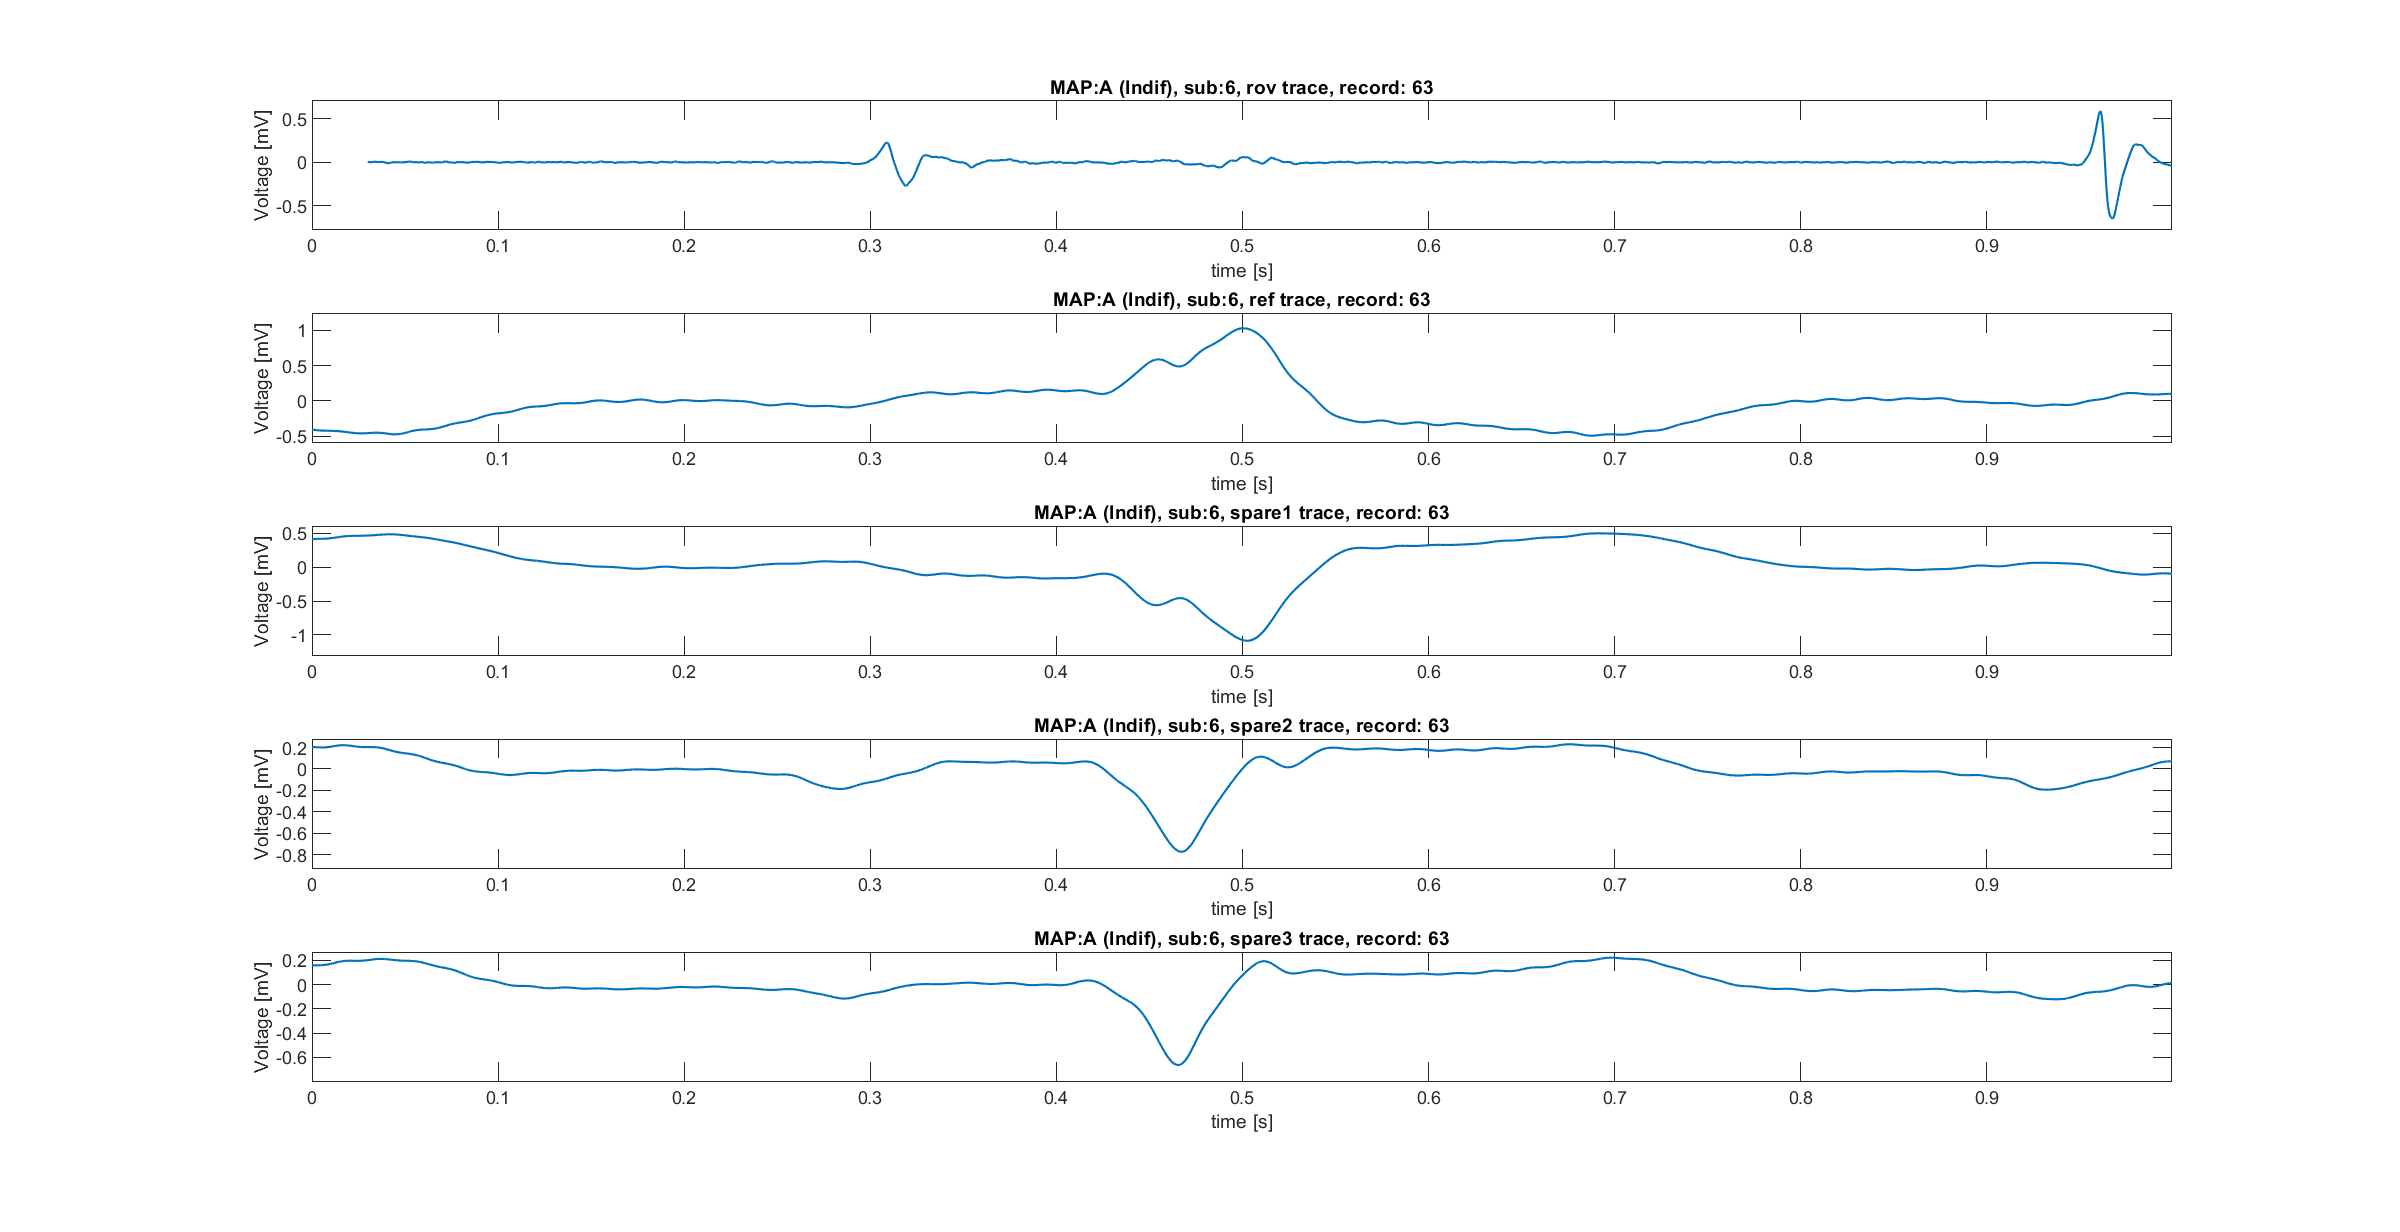 MAP:A (Indif), sub:6, rov trace, record: 63
Voltage [mV]
0.5
0
-0.5
0 0.1 0.2 0.3 0.4 0.5 0.6 0.7 0.8 0.9
time [s]
MAP:A (Indif), sub:6, ref trace, record: 63
Voltage [mV]
1
0.5
0
-0.5
0 0.1 0.2 0.3 0.4 0.5 0.6 0.7 0.8 0.9
time [s]
MAP:A (Indif), sub:6, spare1 trace, record: 63
Voltage [mV]
0.5
0
-0.5
-1
0 0.1 0.2 0.3 0.4 0.5 0.6 0.7 0.8 0.9
time [s]
MAP:A (Indif), sub:6, spare2 trace, record: 63
Voltage [mV]
0.2
0
-0.2
-0.4
-0.6
-0.8
0 0.1 0.2 0.3 0.4 0.5 0.6 0.7 0.8 0.9
time [s]
MAP:A (Indif), sub:6, spare3 trace, record: 63
Voltage [mV]
0.2
0
-0.2
-0.4
-0.6
0 0.1 0.2 0.3 0.4 0.5 0.6 0.7 0.8 0.9
time [s]